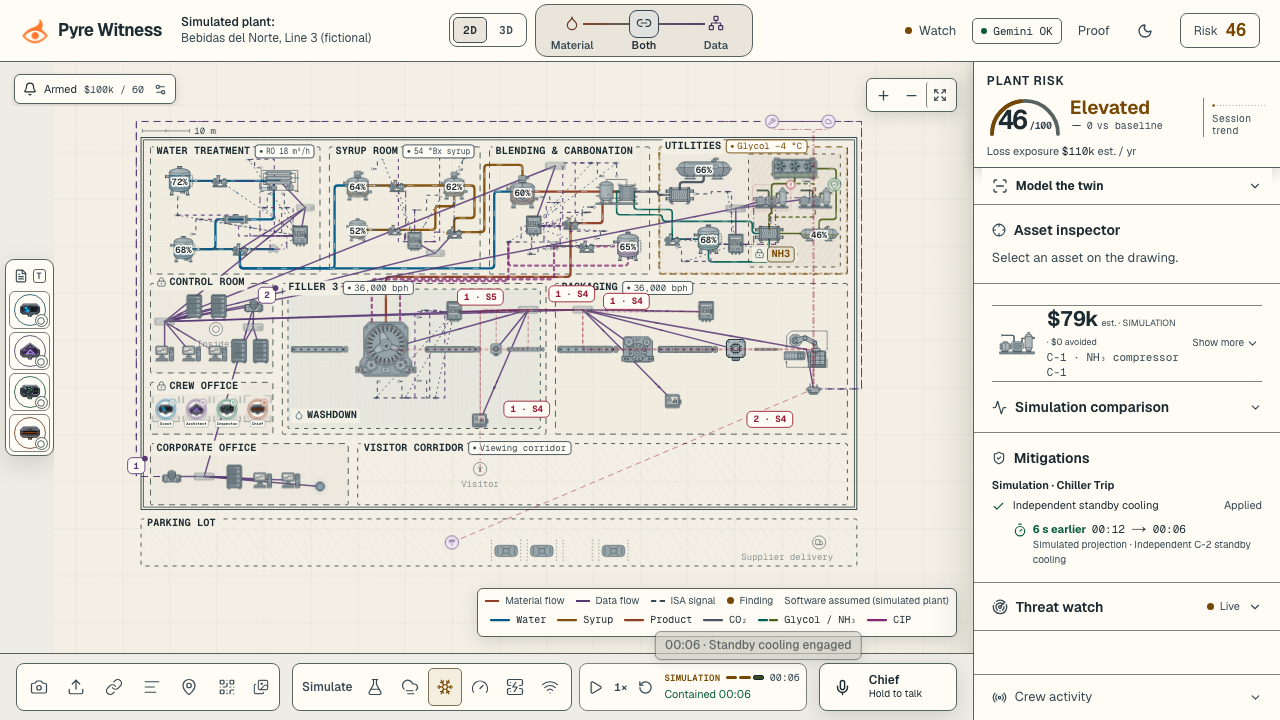 Pyre Witness
Simulated plant:
Bebidas del Norte, Line 3 (fictional)
2D
3D
Material
Both
Data
Watch
Gemini OK
Proof
Risk 46
Armed $100k / 60
10 m
WATER TREATMENT
RO 18 m³/h
SYRUP ROOM
54 °Bx syrup
BLENDING & CARBONATION
UTILITIES
Glycol -4 °C
72%
68%
64%
62%
52%
60%
65%
66%
68%
46%
NH3
CONTROL ROOM
2
Inside
FILLER 3
36,000 bph
1 · S5
PACKAGING
36,000 bph
1 · S4
1 · S4
CREW OFFICE
Scout
Architect
Inspector
Chief
WASHDOWN
1 · S4
2 · S4
CORPORATE OFFICE
1
VISITOR CORRIDOR
Viewing corridor
Visitor
PARKING LOT
Supplier delivery
T
Material flow
Data flow
ISA signal
Finding
Software assumed (simulated plant)
Water
Syrup
Product
CO₂
Glycol / NH₃
CIP
00:06 · Standby cooling engaged
Simulate
1×
SIMULATION
00:06
Contained 00:06
Chief
Hold to talk
PLANT RISK
46 /100
Elevated
— 0 vs baseline
Session trend
Loss exposure $110k est. / yr
Model the twin
Asset inspector
Select an asset on the drawing.
$79k est. · SIMULATION
· $0 avoided
C-1 · NH₃ compressor
C-1
Show more
Simulation comparison
Mitigations
Simulation · Chiller Trip
Independent standby cooling
Applied
6 s earlier 00:12 → 00:06
Simulated projection · Independent C-2 standby
cooling
Threat watch
Live
Crew activity